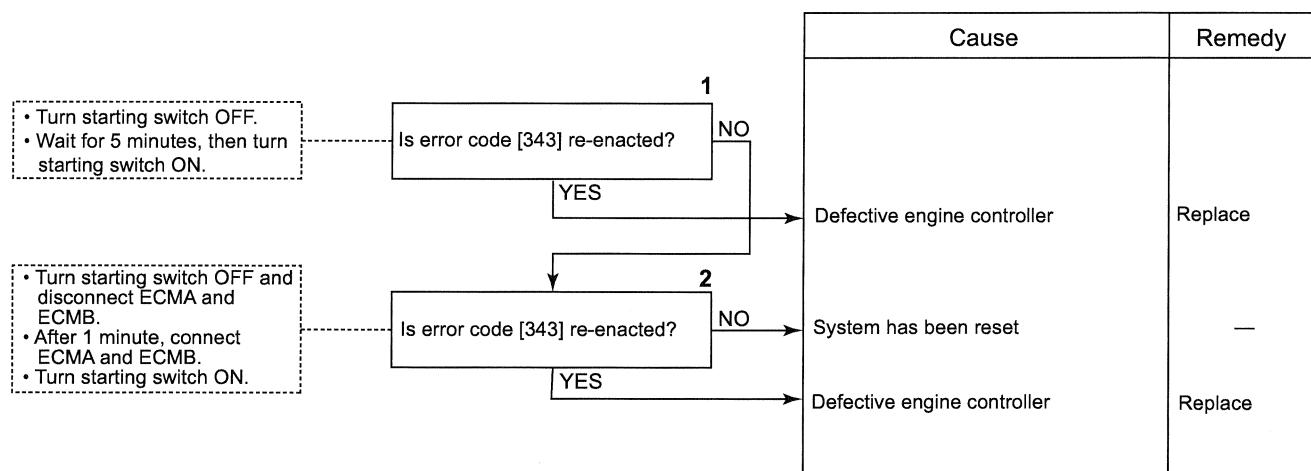 Cause
Remedy
1
• Turn starting switch OFF.
• Wait for 5 minutes, then turn
starting switch ON.
Is error code [343] re-enacted?
NO
YES
Defective engine controller
Replace
• Turn starting switch OFF and
disconnect ECMA and
ECMB.
• After 1 minute, connect
ECMA and ECMB.
• Turn starting switch ON.
2
Is error code [343] re-enacted?
NO
System has been reset
—
YES
Defective engine controller
Replace